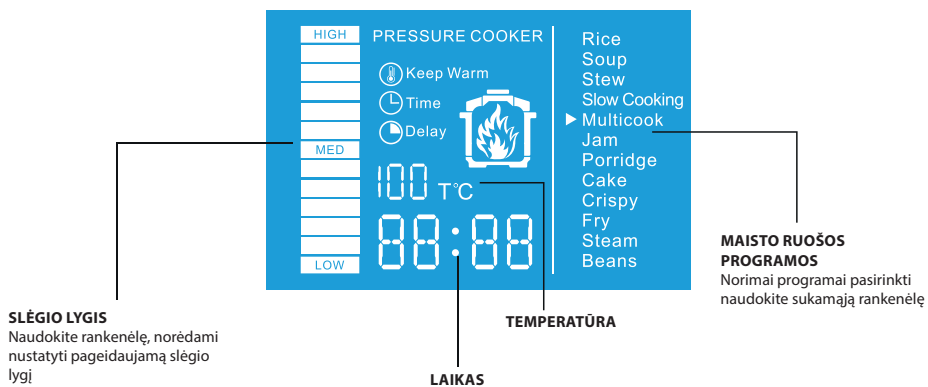 HIGH
MED
LOW
PRESSURE COOKER
Keep Warm
Time
Delay
100 T°C
88:88
Rice
Soup
Stew
Slow Cooking
Multicook
Jam
Porridge
Cake
Crispy
Fry
Steam
Beans
SLĖGIO LYGIS
Naudokite rankenėlę, norėdami
nustatyti pageidaujamą slėgio
lygį
LAIKAS
TEMPERATŪRA
MAISTO RUOŠOS
PROGRAMOS
Norimai programai pasirinkti
naudokite sukamąją rankenėlę